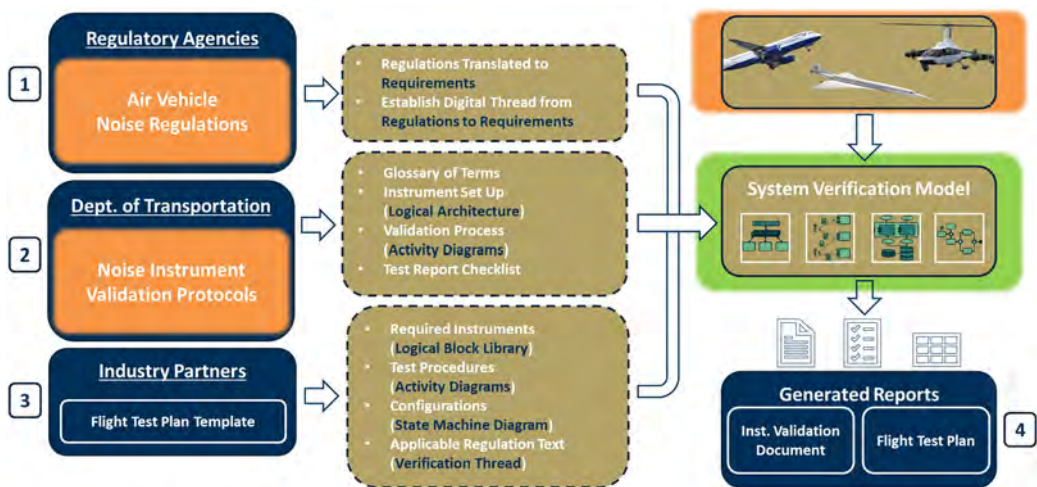 1
Regulatory Agencies
Air Vehicle
Noise Regulations
• Regulations Translated to
Requirements
• Establish Digital Thread from
Regulations to Requirements
2
Dept. of Transportation
Noise Instrument
Validation Protocols
• Glossary of Terms
• Instrument Set Up
(Logical Architecture)
• Validation Process
(Activity Diagrams)
• Test Report Checklist
3
Industry Partners
Flight Test Plan Template
• Required Instruments
(Logical Block Library)
• Test Procedures
(Activity Diagrams)
• Configurations
(State Machine Diagram)
• Applicable Regulation Text
(Verification Thread)
System Verification Model
Generated Reports
Inst. Validation
Document
Flight Test Plan
4